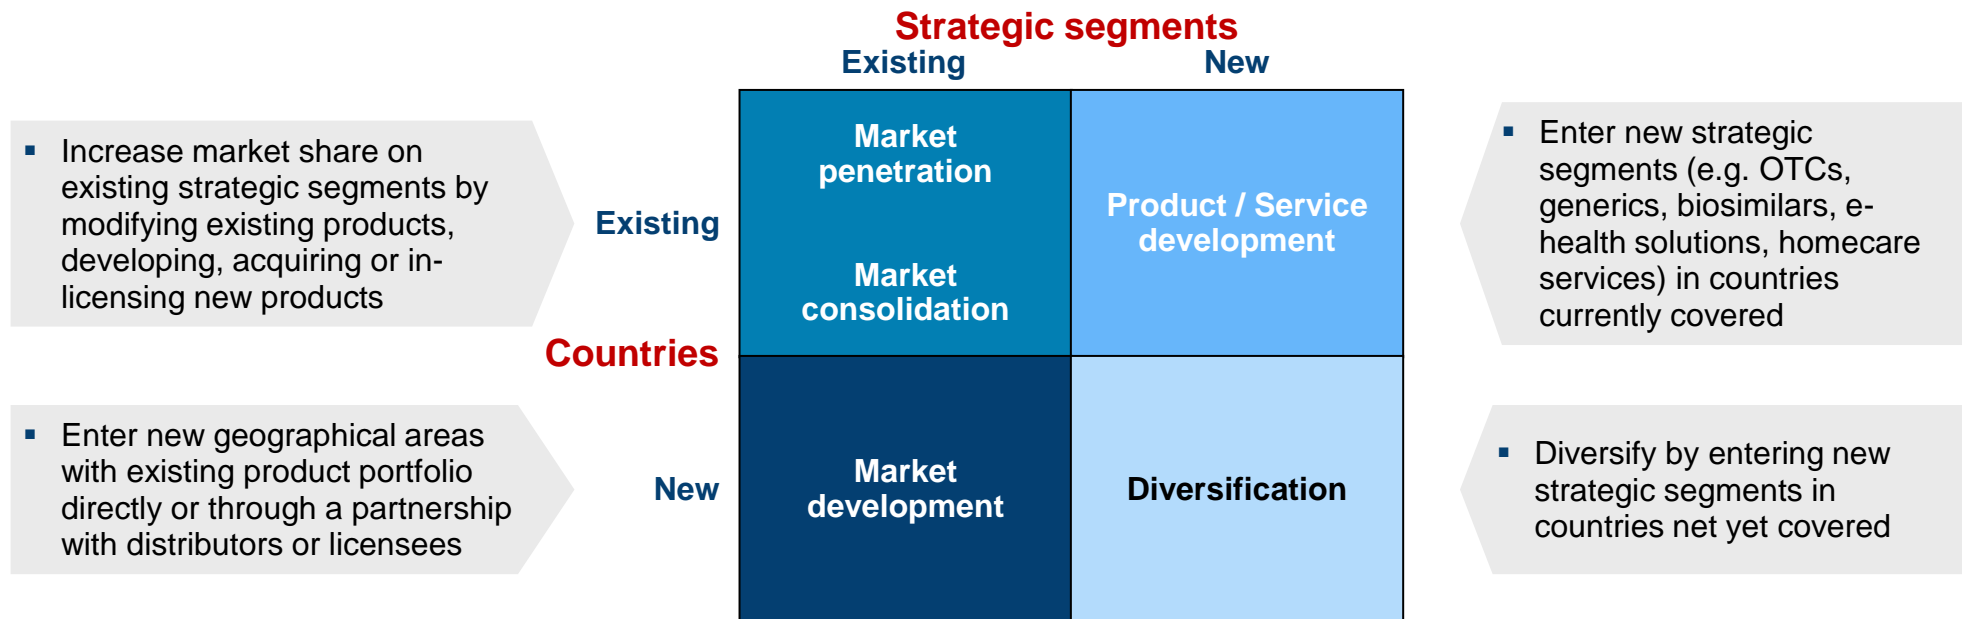 Strategic segments
Existing
New
▪ Increase market share on
existing strategic segments by
modifying existing products,
developing, acquiring or in-
licensing new products
Existing
Market
penetration
Market
consolidation
Product / Service
development
▪ Enter new strategic
segments (e.g. OTCs,
generics, biosimilars, e-
health solutions, homecare
services) in countries
currently covered
Countries
▪ Enter new geographical areas
with existing product portfolio
directly or through a partnership
with distributors or licensees
New
Market
development
Diversification
▪ Diversify by entering new
strategic segments in
countries net yet covered